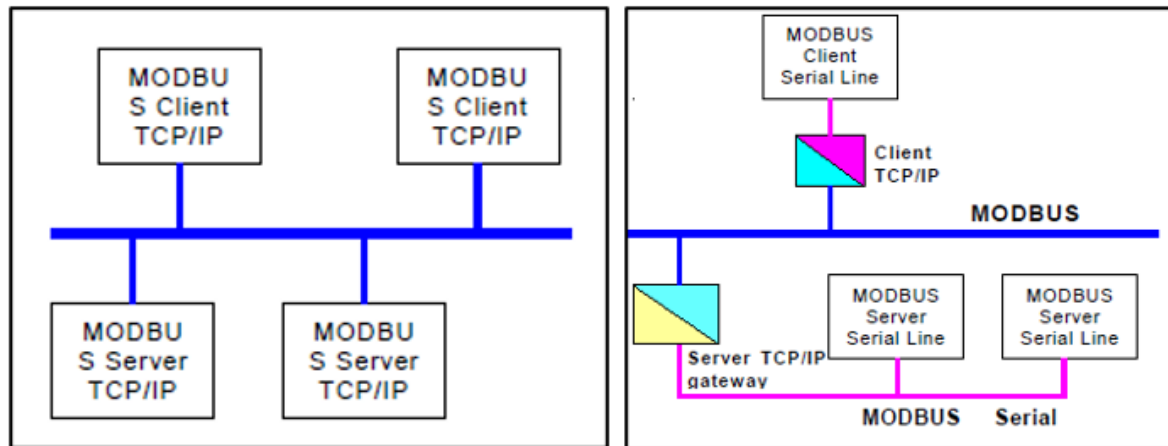 MODBU
S Client
TCP/IP
MODBU
S Client
TCP/IP
MODBU
S Server
TCP/IP
MODBU
S Server
TCP/IP
MODBUS
Client
Serial Line
Client
TCP/IP
MODBUS
MODBUS
Server
Serial Line
MODBUS
Server
Serial Line
Server TCP/IP
gateway
MODBUS Serial